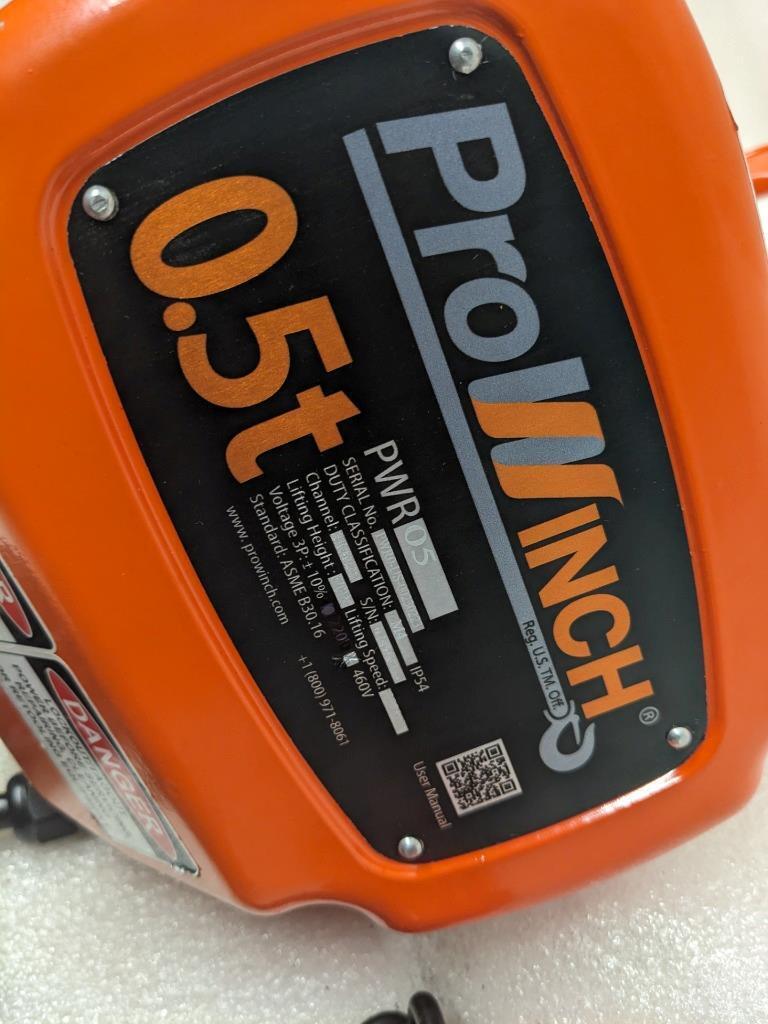 ProWINCH®
Reg. U.S. TM. Off.
0.5t
PWR05
SERIAL No.
DUTY CLASSIFICATION: IP54
Channel: S/N:
Lifting Height: Lifting Speed:
Voltage 3P: ± 10% 220V 460V
Standard: ASME B30.16
www.prowinch.com
+1 (800) 971-8061
User Manual
DANGER